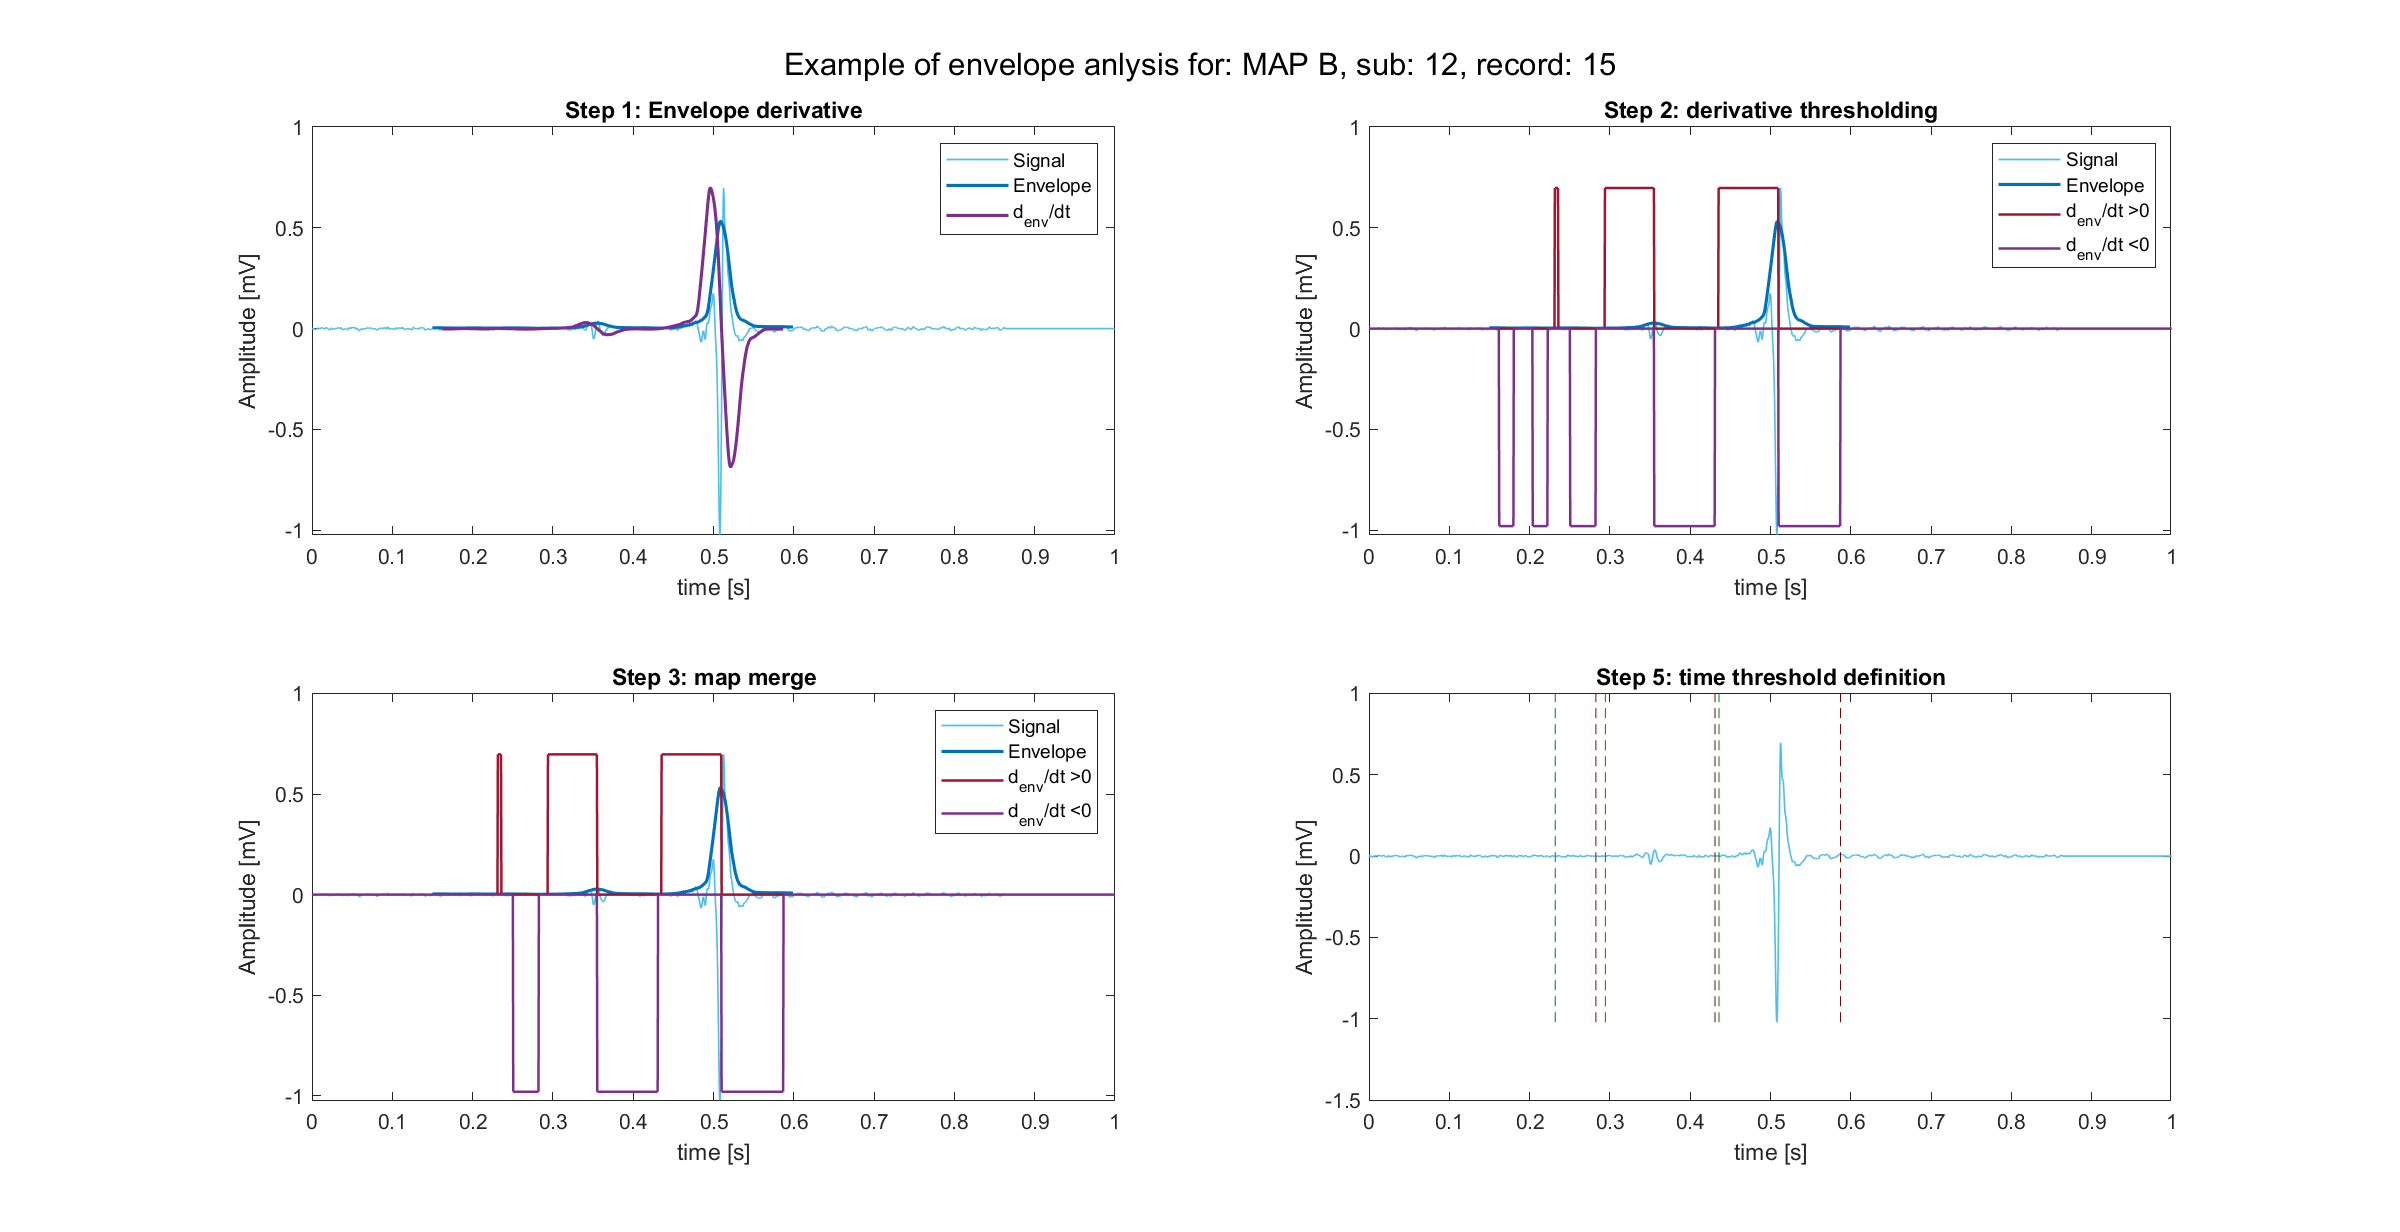 Example of envelope anlysis for: MAP B, sub: 12, record: 15
Step 1: Envelope derivative
1
0.5
0
-0.5
-1
Amplitude [mV]
0 0.1 0.2 0.3 0.4 0.5 0.6 0.7 0.8 0.9 1
time [s]
Signal
Envelope
d_env/dt
Step 2: derivative thresholding
1
0.5
0
-0.5
-1
Amplitude [mV]
0 0.1 0.2 0.3 0.4 0.5 0.6 0.7 0.8 0.9 1
time [s]
Signal
Envelope
d_env/dt >0
d_env/dt <0
Step 3: map merge
1
0.5
0
-0.5
-1
Amplitude [mV]
0 0.1 0.2 0.3 0.4 0.5 0.6 0.7 0.8 0.9 1
time [s]
Signal
Envelope
d_env/dt >0
d_env/dt <0
Step 5: time threshold definition
1
0.5
0
-0.5
-1
-1.5
Amplitude [mV]
0 0.1 0.2 0.3 0.4 0.5 0.6 0.7 0.8 0.9 1
time [s]